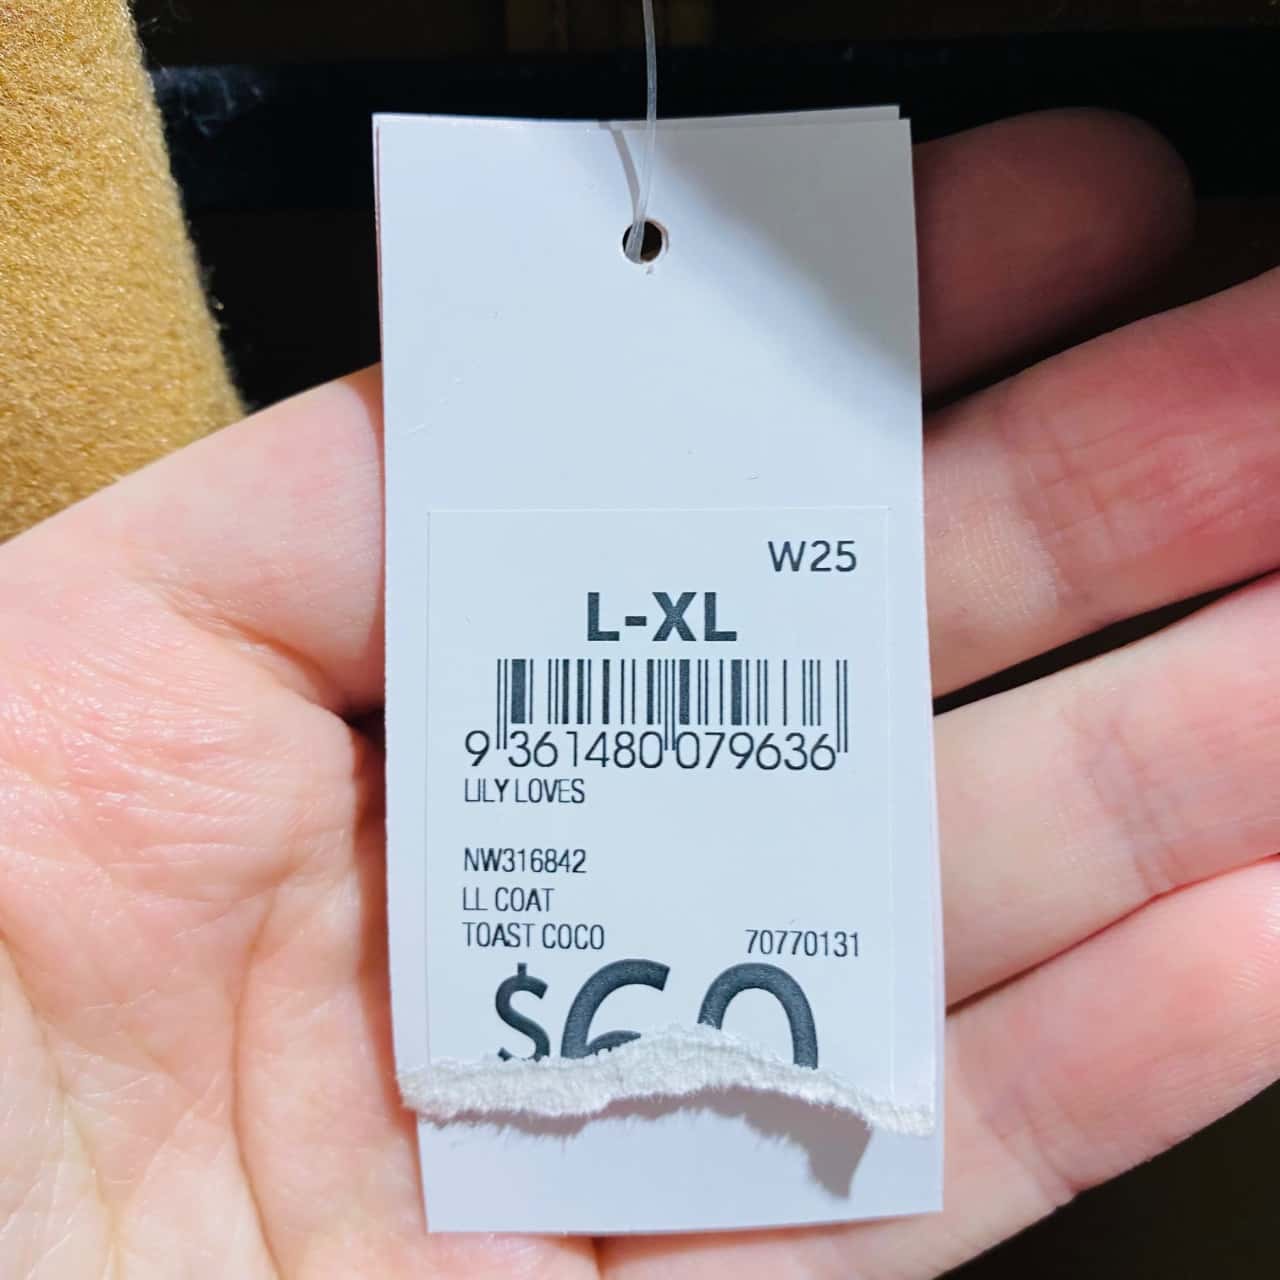 W25
L-XL
9 361480 079636
LILY LOVES
NW316842
LL COAT
TOAST COCO 70770131